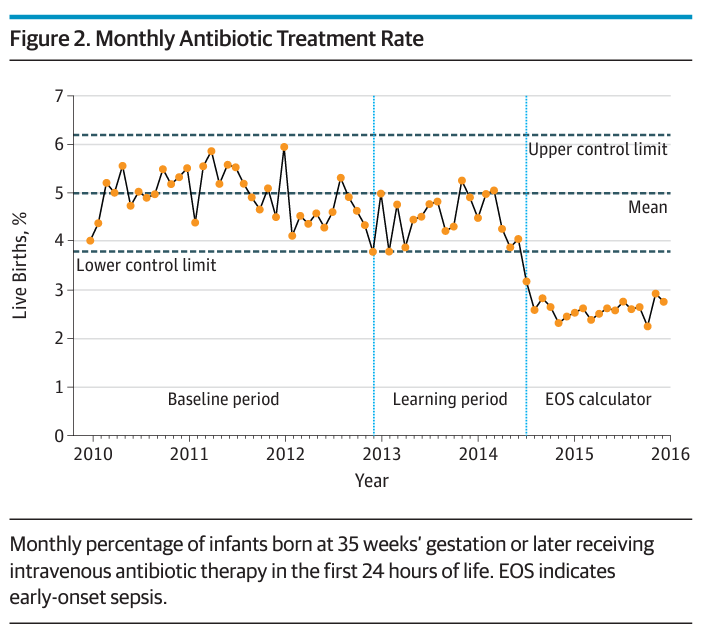 Figure 2. Monthly Antibiotic Treatment Rate
7
6
5
4
3
2
1
0
Live Births, %
Upper control limit
Mean
Lower control limit
Baseline period
Learning period
EOS calculator
2010
2011
2012
2013
2014
2015
2016
Year
Monthly percentage of infants born at 35 weeks’ gestation or later receiving
intravenous antibiotic therapy in the first 24 hours of life. EOS indicates
early-onset sepsis.